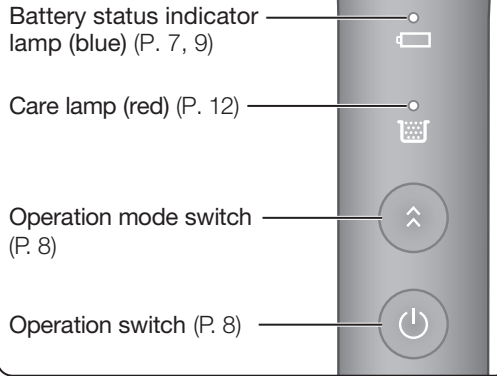 Battery status indicator
lamp (blue) (P. 7, 9)
Care lamp (red) (P. 12)
Operation mode switch
(P. 8)
Operation switch (P. 8)